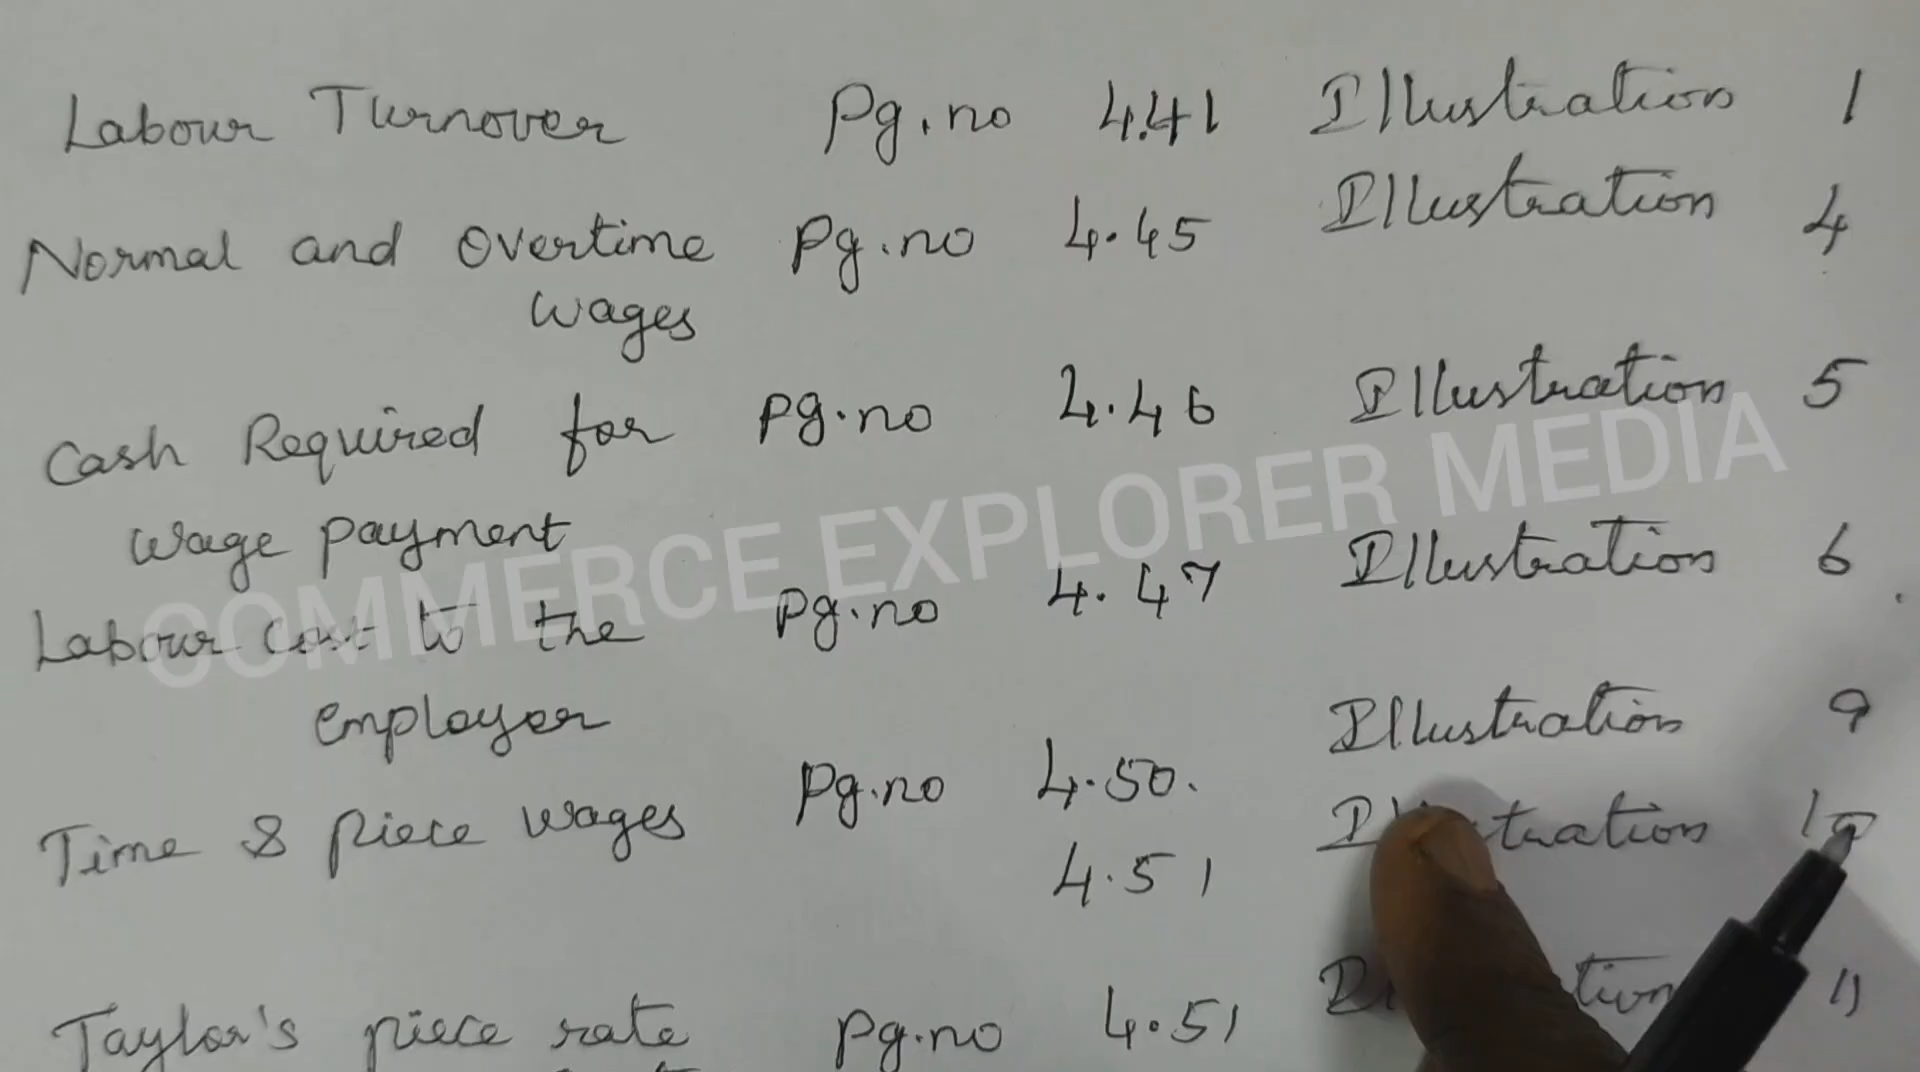 Labour Turnover Pg.no 4.41 Illustration 1
Normal and Overtime Pg.no 4.45 Illustration 4
Wages
Cash Required for Pg.no 4.46 Illustration 5
Wage payment
Labour cost to the Pg.no 4.47 Illustration 6
employer
Time & piece wages Pg.no 4.50. Illustration 9
4.51 Illustration
Taylor's piece rate Pg.no 4.51 11
COMMERCE EXPLORER MEDIA